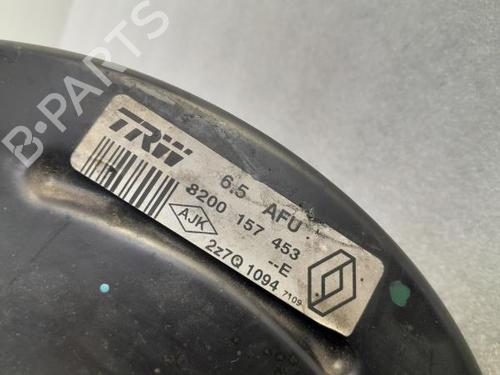 B-PARTS
TRW
6.5 AFU
8200 157 453
AJK
--E
2z7Q 1094 7109